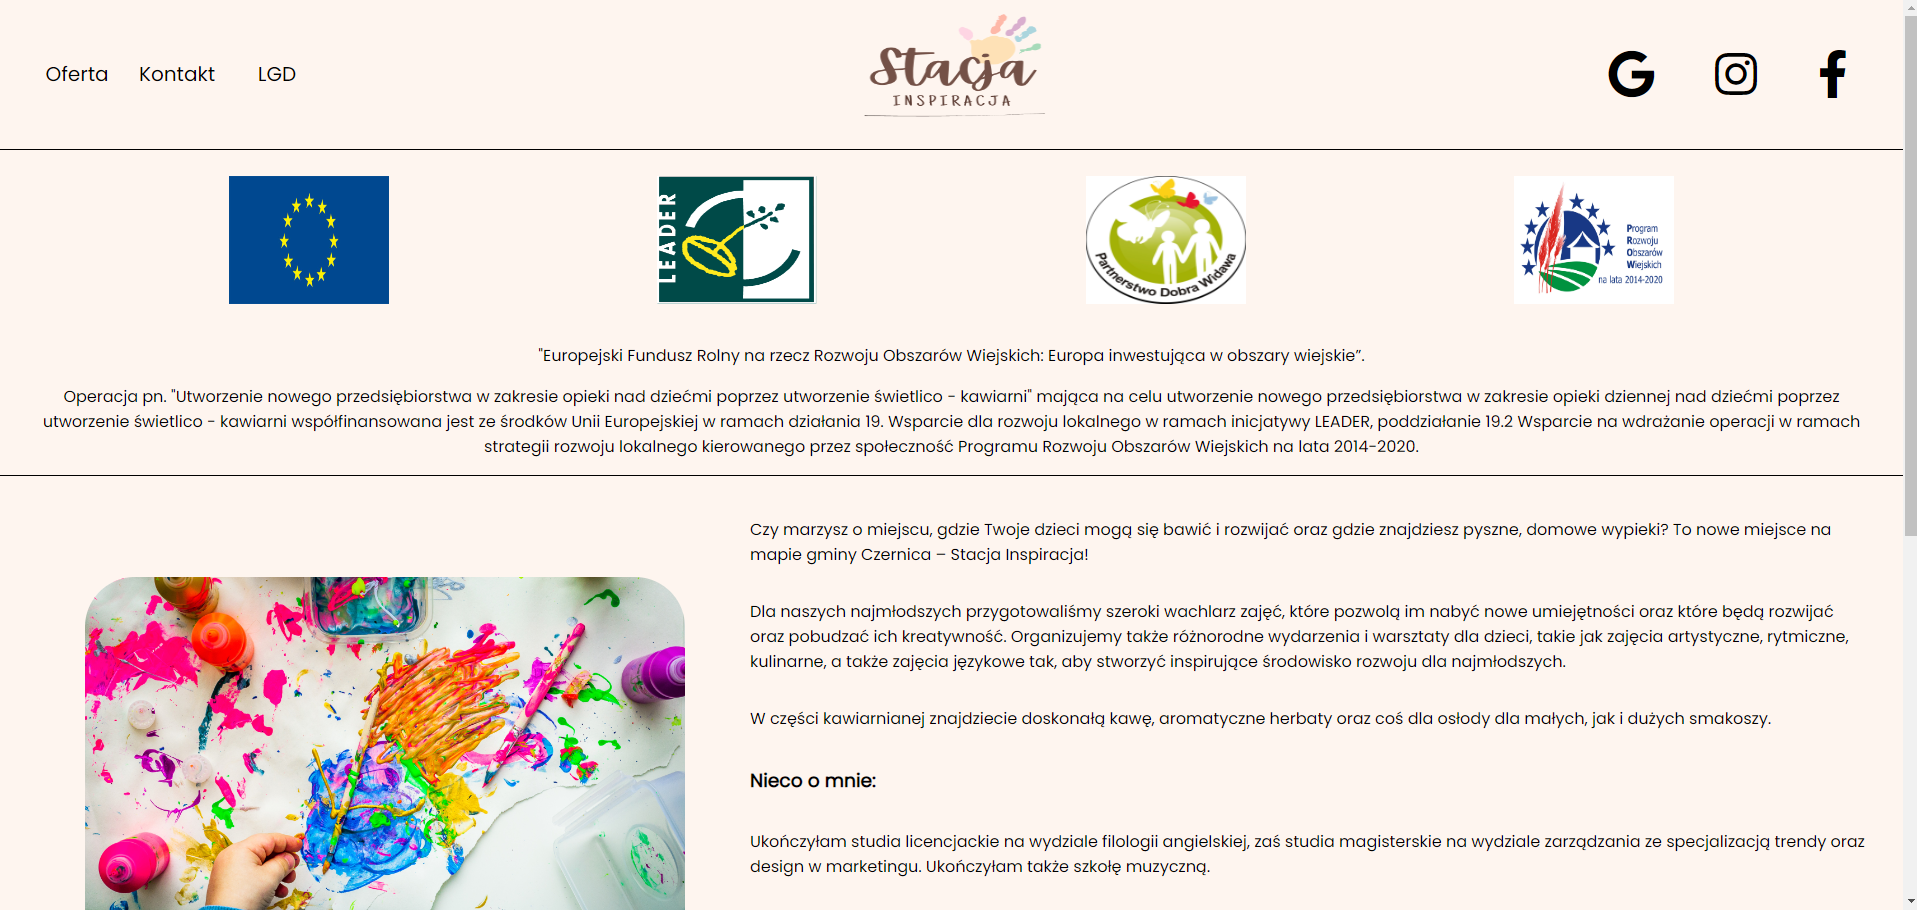 Oferta Kontakt LGD
Stacja
INSPIRACJA
LEADER
Partnerstwo Dobra Widawa
Program
Rozwoju
Obszarów
Wiejskich
na lata 2014-2020
"Europejski Fundusz Rolny na rzecz Rozwoju Obszarów Wiejskich: Europa inwestująca w obszary wiejskie”.
Operacja pn. "Utworzenie nowego przedsiębiorstwa w zakresie opieki nad dziećmi poprzez utworzenie świetlico - kawiarni" mająca na celu utworzenie nowego przedsiębiorstwa w zakresie opieki dziennej nad dziećmi poprzez
utworzenie świetlico - kawiarni współfinansowana jest ze środków Unii Europejskiej w ramach działania 19. Wsparcie dla rozwoju lokalnego w ramach inicjatywy LEADER, poddziałanie 19.2 Wsparcie na wdrażanie operacji w ramach
strategii rozwoju lokalnego kierowanego przez społeczność Programu Rozwoju Obszarów Wiejskich na lata 2014-2020.
Czy marzysz o miejscu, gdzie Twoje dzieci mogą się bawić i rozwijać oraz gdzie znajdziesz pyszne, domowe wypieki? To nowe miejsce na
mapie gminy Czernica – Stacja Inspiracja!
Dla naszych najmłodszych przygotowaliśmy szeroki wachlarz zajęć, które pozwolą im nabyć nowe umiejętności oraz które będą rozwijać
oraz pobudzać ich kreatywność. Organizujemy także różnorodne wydarzenia i warsztaty dla dzieci, takie jak zajęcia artystyczne, rytmiczne,
kulinarne, a także zajęcia językowe tak, aby stworzyć inspirujące środowisko rozwoju dla najmłodszych.
W części kawiarnianej znajdziecie doskonałą kawę, aromatyczne herbaty oraz coś dla osłody dla małych, jak i dużych smakoszy.
Nieco o mnie:
Ukończyłam studia licencjackie na wydziale filologii angielskiej, zaś studia magisterskie na wydziale zarządzania ze specjalizacją trendy oraz
design w marketingu. Ukończyłam także szkołę muzyczną.